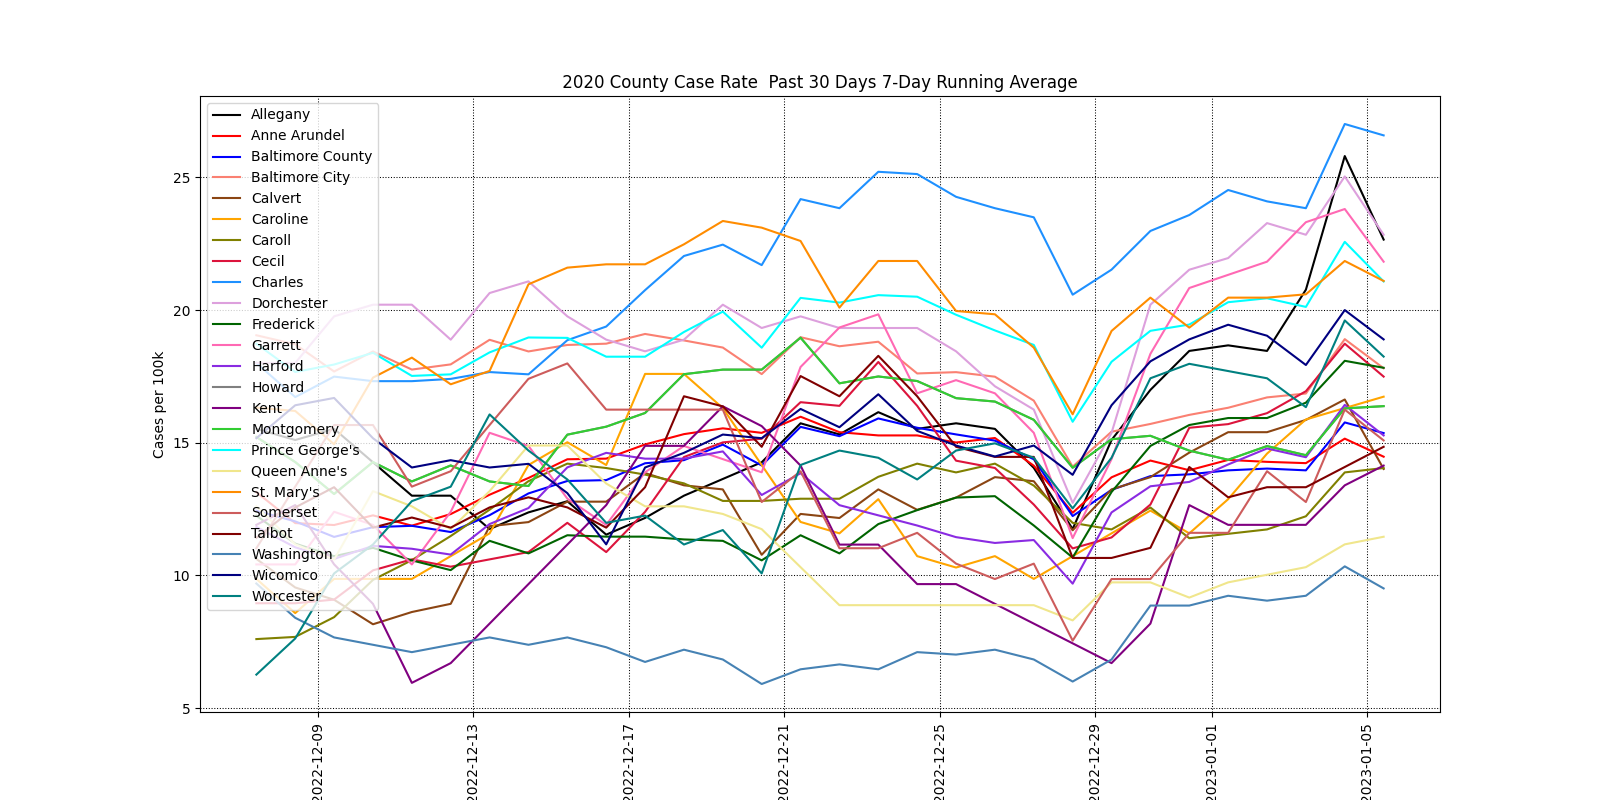 2020 County Case Rate  Past 30 Days 7-Day Running Average
Cases per 100k
25
20
15
10
5
Allegany
Anne Arundel
Baltimore County
Baltimore City
Calvert
Caroline
Caroll
Cecil
Charles
Dorchester
Frederick
Garrett
Harford
Howard
Kent
Montgomery
Prince George's
Queen Anne's
St. Mary's
Somerset
Talbot
Washington
Wicomico
Worcester
2022-12-09
2022-12-13
2022-12-17
2022-12-21
2022-12-25
2022-12-29
2023-01-01
2023-01-05